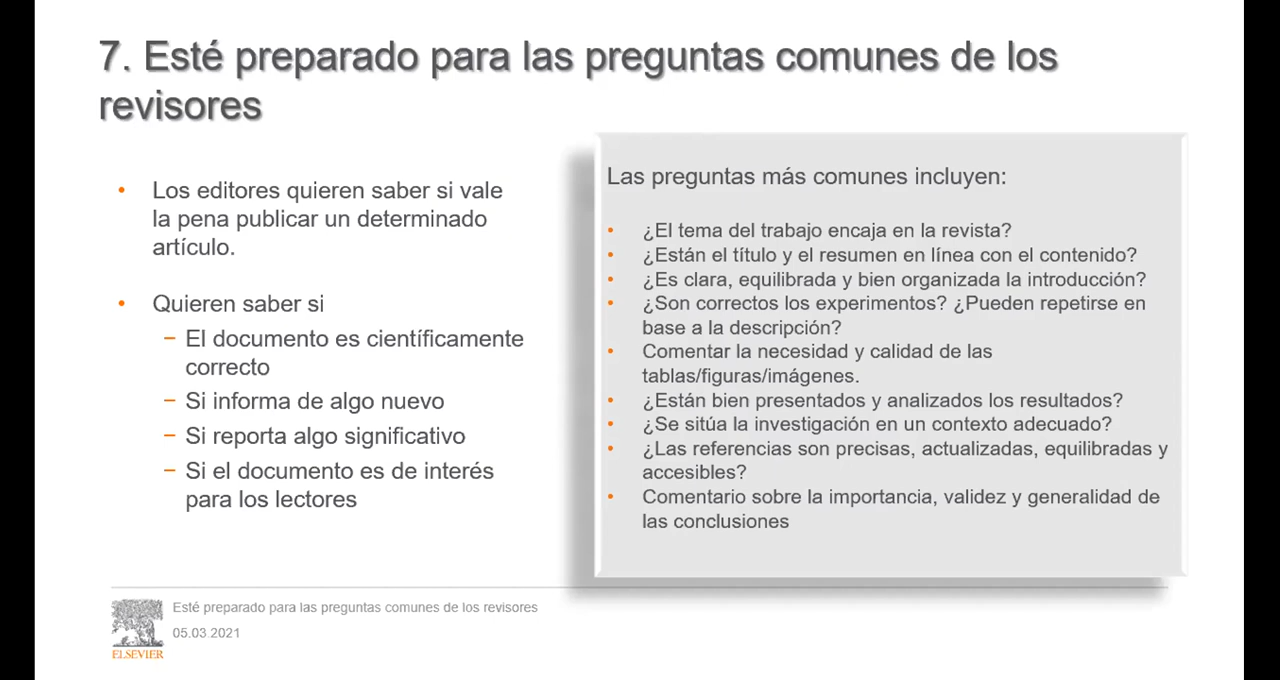 7. Esté preparado para las preguntas comunes de los
revisores
• Los editores quieren saber si vale
la pena publicar un determinado
artículo.
• Quieren saber si
− El documento es científicamente
correcto
− Si informa de algo nuevo
− Si reporta algo significativo
− Si el documento es de interés
para los lectores
Las preguntas más comunes incluyen:
• ¿El tema del trabajo encaja en la revista?
• ¿Están el título y el resumen en línea con el contenido?
• ¿Es clara, equilibrada y bien organizada la introducción?
• ¿Son correctos los experimentos? ¿Pueden repetirse en
base a la descripción?
• Comentar la necesidad y calidad de las
tablas/figuras/imágenes.
• ¿Están bien presentados y analizados los resultados?
• ¿Se sitúa la investigación en un contexto adecuado?
• ¿Las referencias son precisas, actualizadas, equilibradas y
accesibles?
• Comentario sobre la importancia, validez y generalidad de
las conclusiones
Esté preparado para las preguntas comunes de los revisores
05.03.2021
ELSEVIER